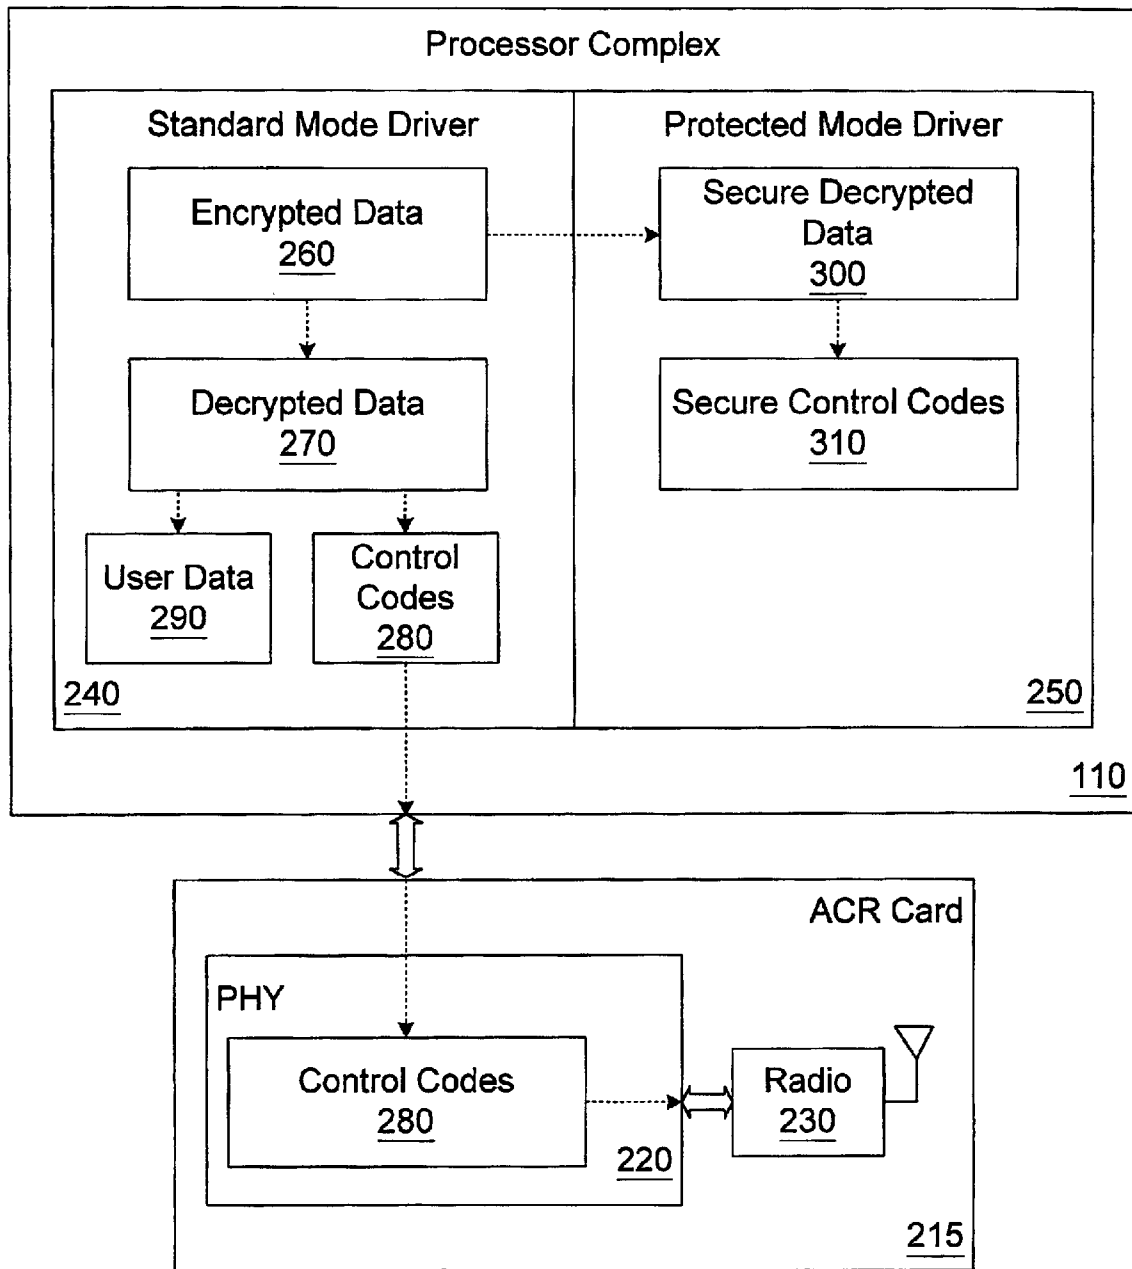 Processor Complex
Standard Mode Driver
Protected Mode Driver
Encrypted Data
260
Secure Decrypted
Data
300
Decrypted Data
270
Secure Control Codes
310
User Data
290
Control
Codes
280
240
250
110
ACR Card
PHY
Control Codes
280
Radio
230
220
215